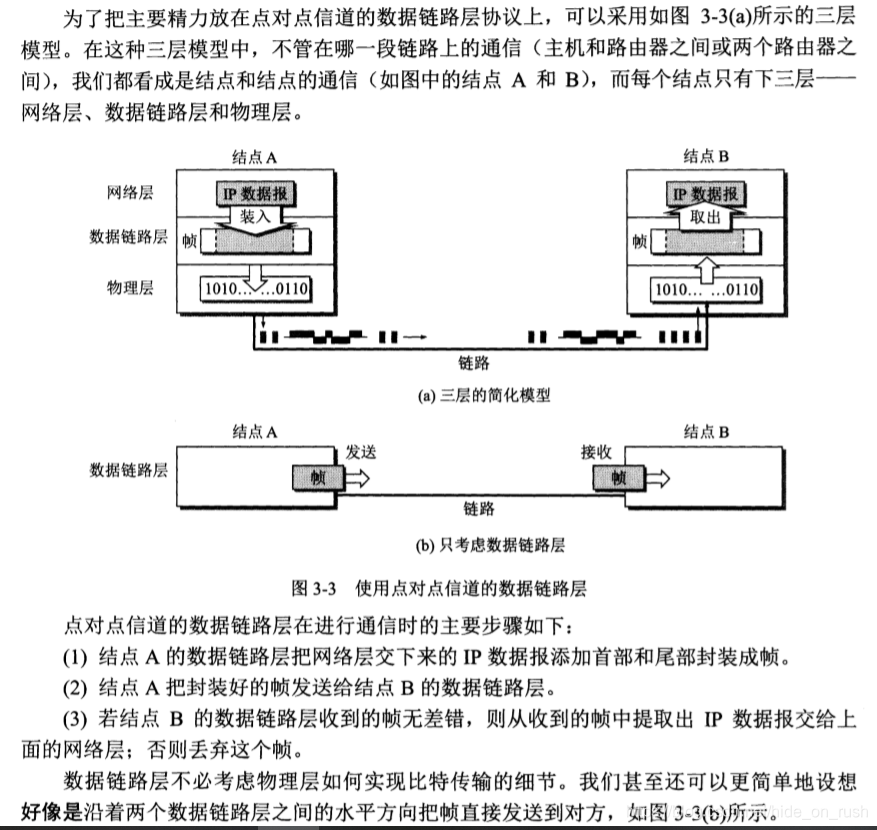 为了把主要精力放在点对点信道的数据链路层协议上，可以采用如图 3-3(a)所示的三层
模型。在这种三层模型中，不管在哪一段链路上的通信（主机和路由器之间或两个路由器之
间），我们都看成是结点和结点的通信（如图中的结点 A 和 B），而每个结点只有下三层——
网络层、数据链路层和物理层。
结点 A
结点 B
网络层
IP 数据报
IP 数据报
装入
取出
数据链路层
帧
帧
物理层
1010… …0110
1010… …0110
链路
(a) 三层的简化模型
结点 A
结点 B
发送
接收
数据链路层
帧
帧
链路
(b) 只考虑数据链路层
图 3-3 使用点对点信道的数据链路层
点对点信道的数据链路层在进行通信时的主要步骤如下：
(1) 结点 A 的数据链路层把网络层交下来的 IP 数据报添加首部和尾部封装成帧。
(2) 结点 A 把封装好的帧发送给结点 B 的数据链路层。
(3) 若结点 B 的数据链路层收到的帧无差错，则从收到的帧中提取出 IP 数据报交给上
面的网络层；否则丢弃这个帧。
数据链路层不必考虑物理层如何实现比特传输的细节。我们甚至还可以更简单地设想
好像是沿着两个数据链路层之间的水平方向把帧直接发送到对方，如图 3-3(b)所示。
hide_on_rush